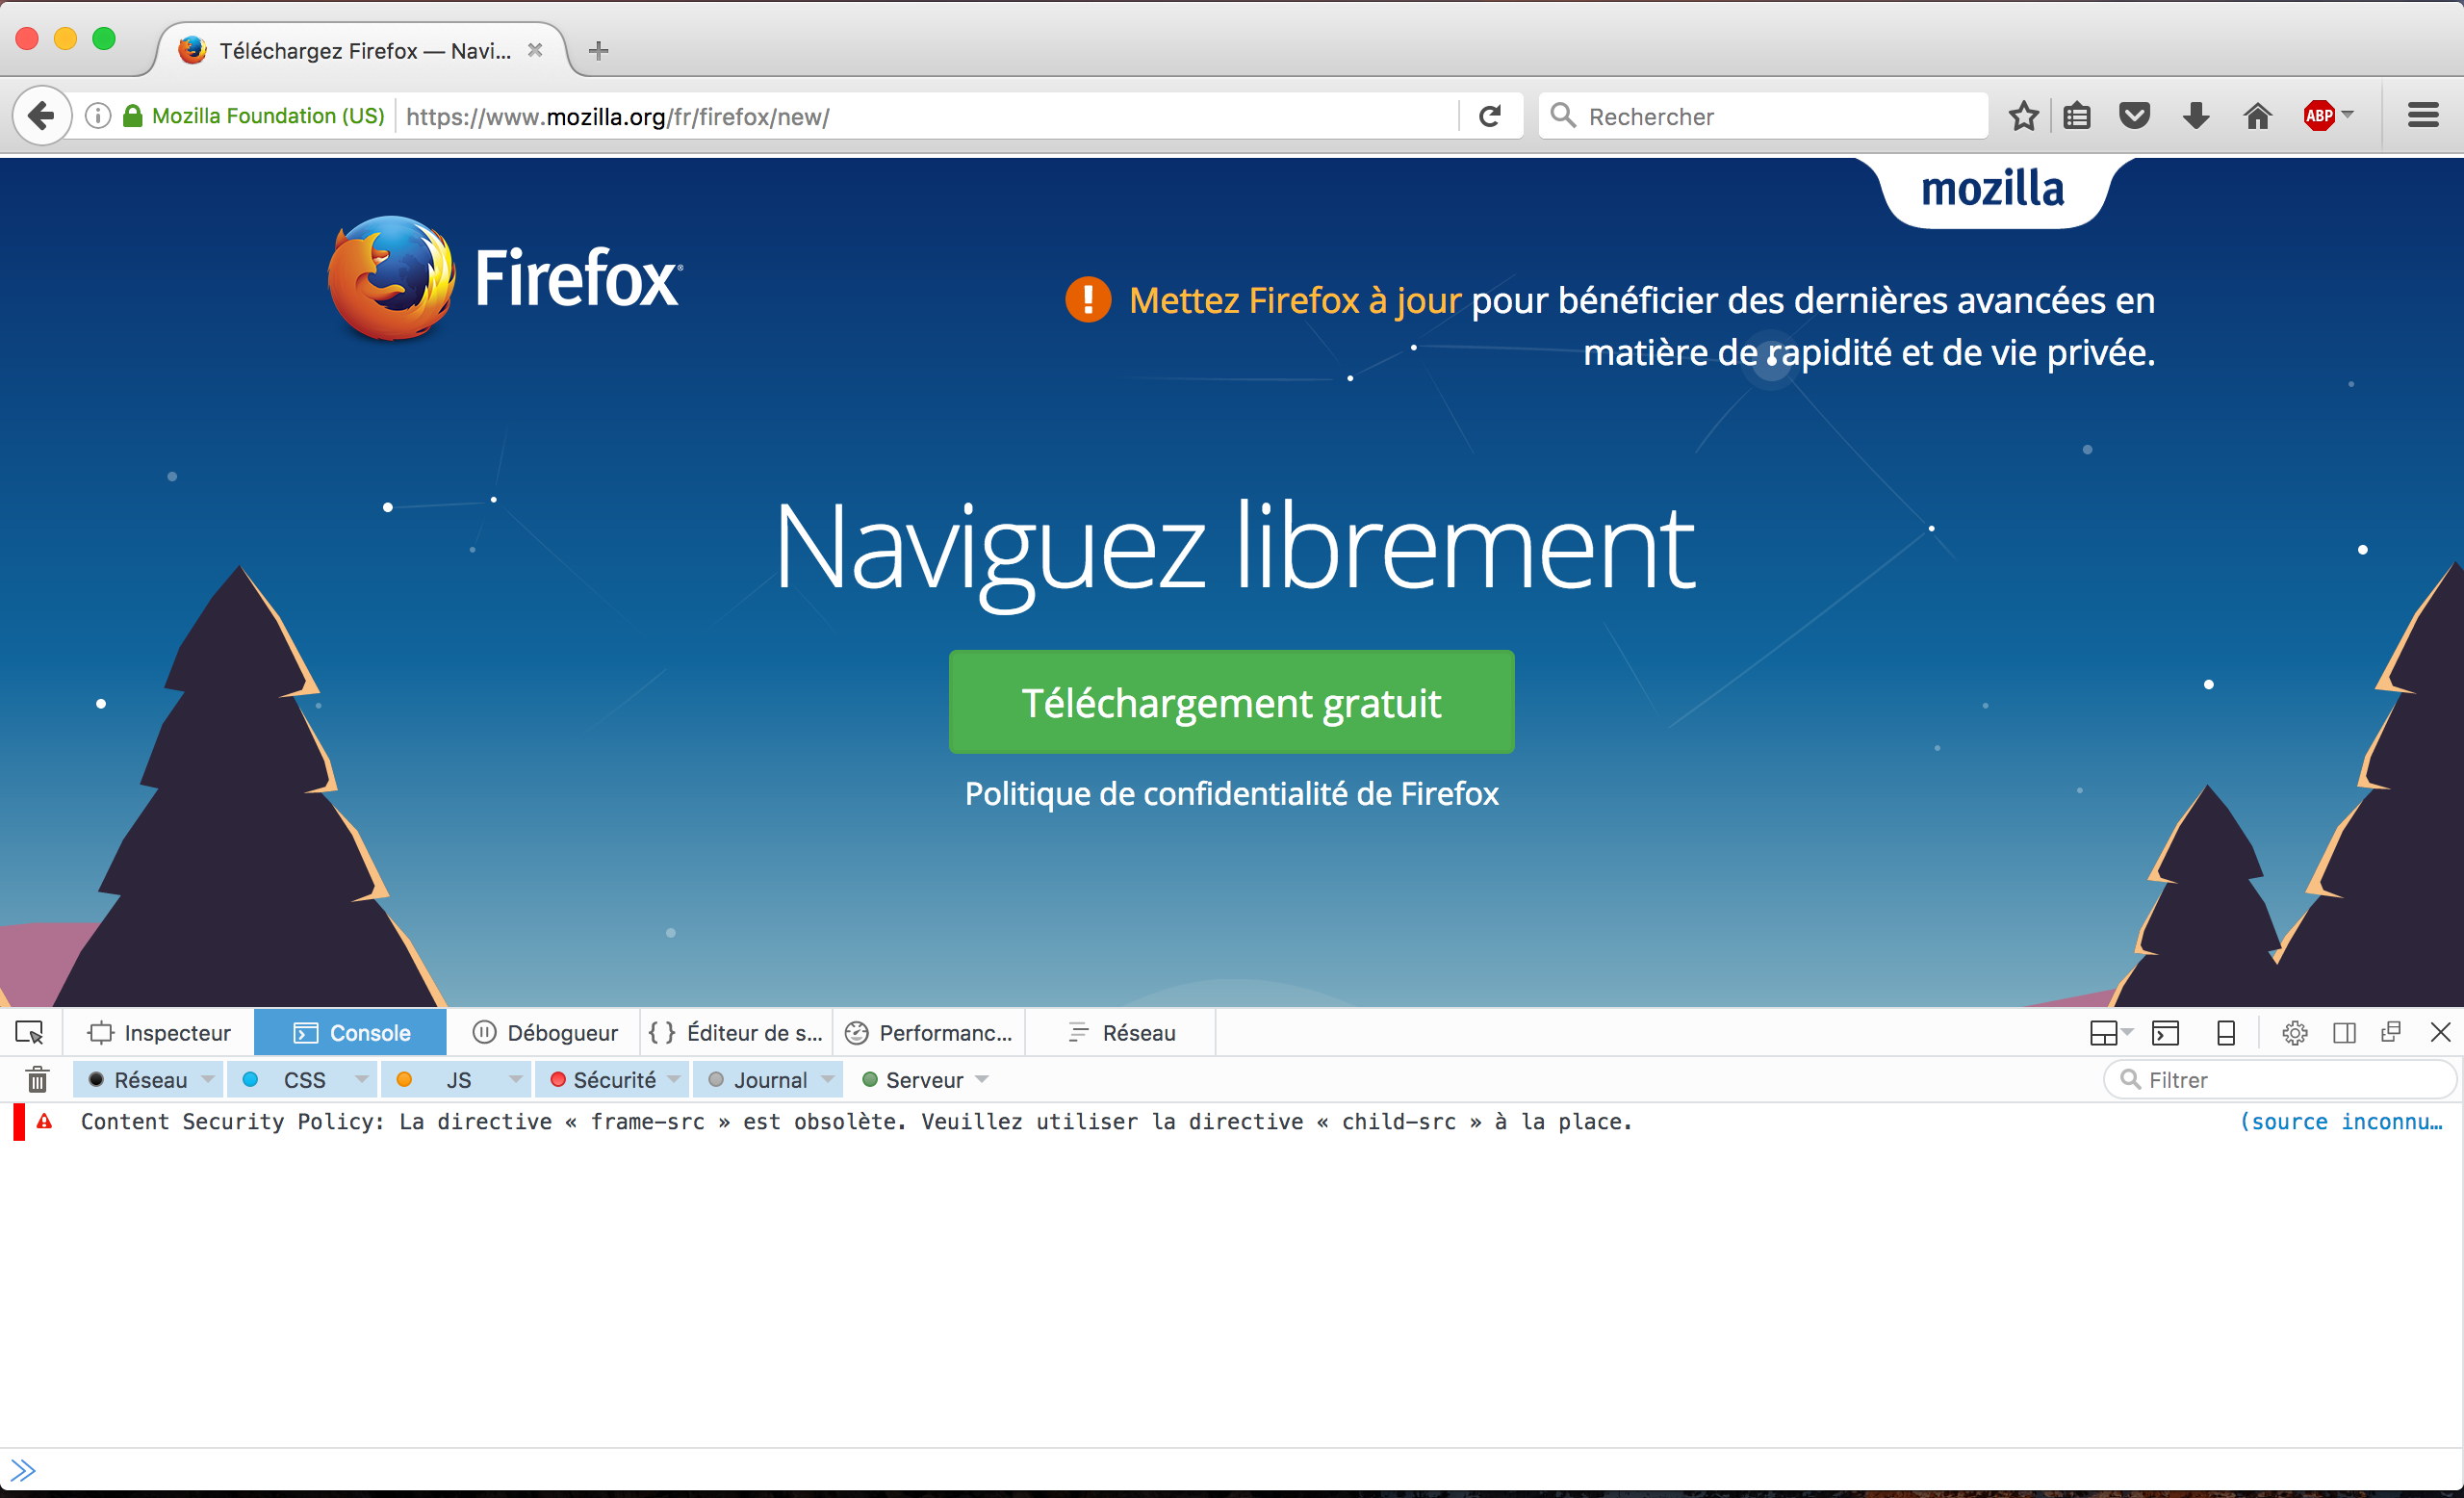 Téléchargez Firefox — Navi...
Mozilla Foundation (US) https://www.mozilla.org/fr/firefox/new/ Rechercher ABP
mozilla
Firefox
Mettez Firefox à jour pour bénéficier des dernières avancées en
matière de rapidité et de vie privée.
Naviguez librement
Téléchargement gratuit
Politique de confidentialité de Firefox
Inspecteur Console Débogueur Éditeur de s... Performanc... Réseau
Réseau CSS JS Sécurité Journal Serveur Filtrer
Content Security Policy: La directive « frame-src » est obsolète. Veuillez utiliser la directive « child-src » à la place. (source inconnu…